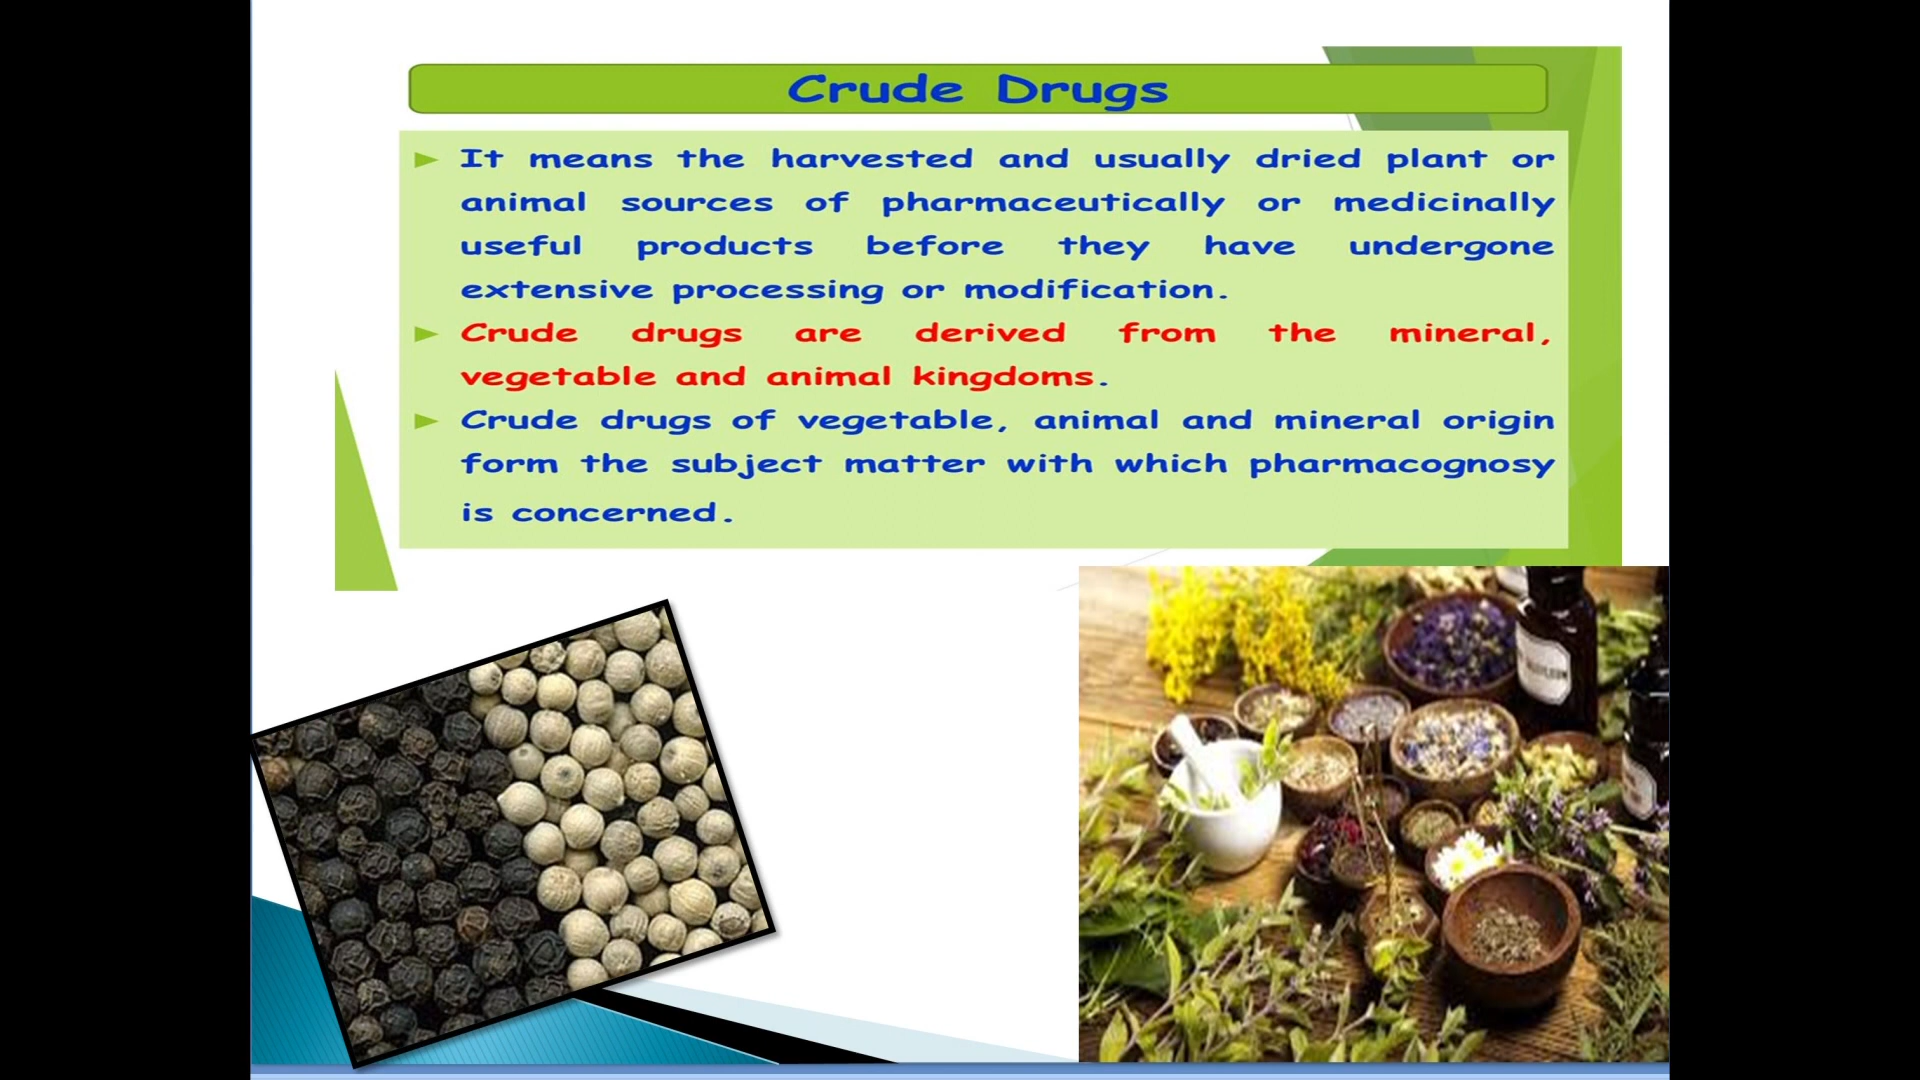 Crude Drugs
► It means the harvested and usually dried plant or
animal sources of pharmaceutically or medicinally
useful products before they have undergone
extensive processing or modification.
► Crude drugs are derived from the mineral,
vegetable and animal kingdoms.
► Crude drugs of vegetable, animal and mineral origin
form the subject matter with which pharmacognosy
is concerned.